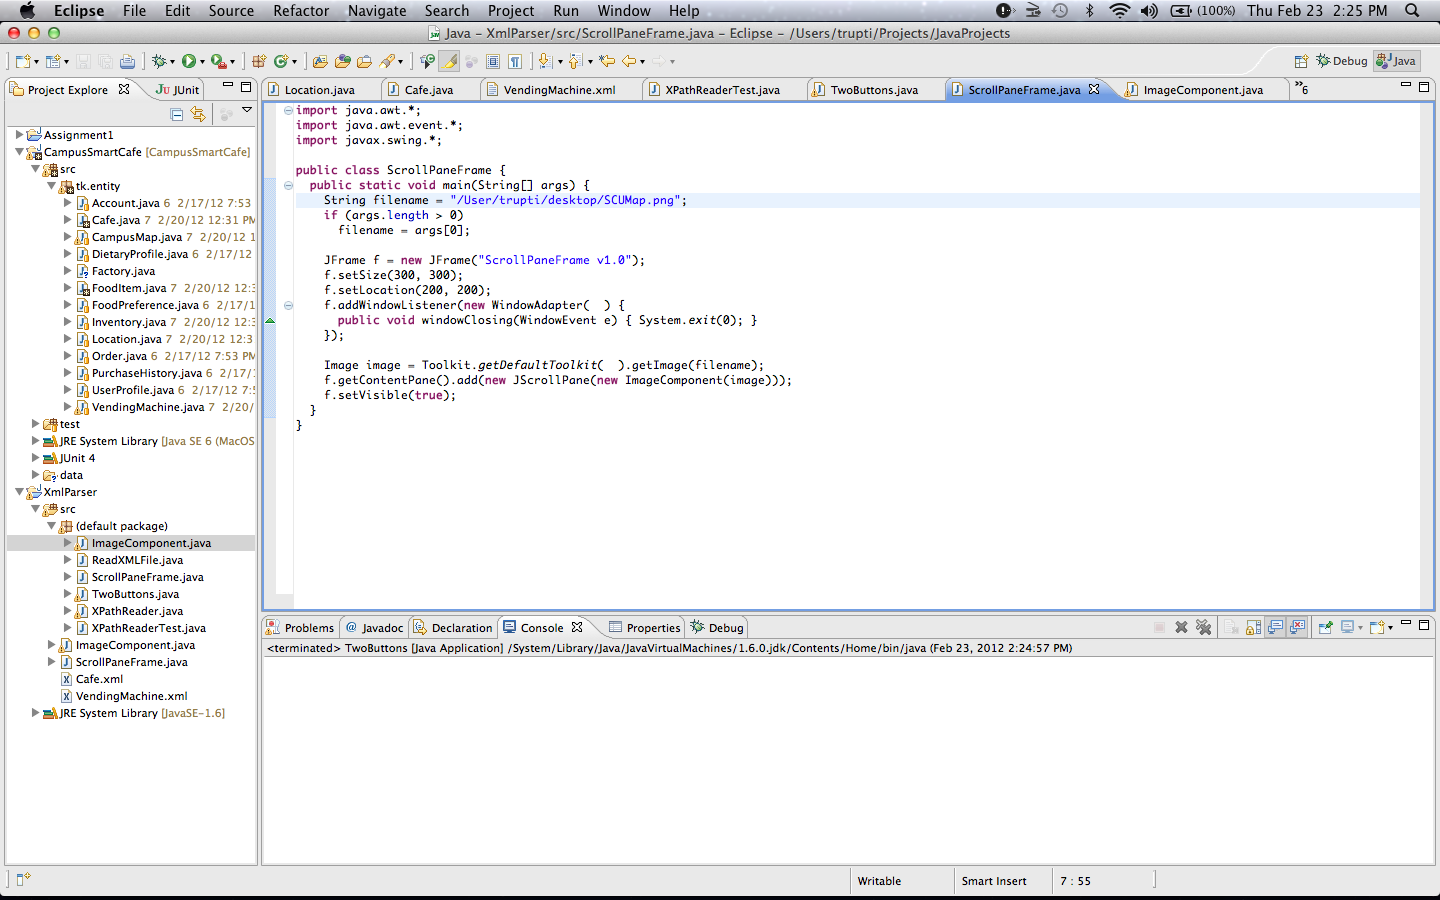 Eclipse File Edit Source Refactor Navigate Search Project Run Window Help (100%) Thu Feb 23 2:25 PM
Java - XmlParser/src/ScrollPaneFrame.java - Eclipse - /Users/trupti/Projects/JavaProjects
Debug Java
Project Explore JUnit
Location.java Cafe.java VendingMachine.xml XPathReaderTest.java TwoButtons.java ScrollPaneFrame.java ImageComponent.java »6
Assignment1
CampusSmartCafe [CampusSmartCafe]
src
tk.entity
Account.java 6 2/17/12 7:53
Cafe.java 7 2/20/12 12:31 PM
CampusMap.java 7 2/20/12 1
DietaryProfile.java 6 2/17/12
Factory.java
FoodItem.java 7 2/20/12 12:3
FoodPreference.java 6 2/17/1
Inventory.java 7 2/20/12 12:3
Location.java 7 2/20/12 12:3
Order.java 6 2/17/12 7:53 PM
PurchaseHistory.java 6 2/17/
UserProfile.java 6 2/17/12 7:5
VendingMachine.java 7 2/20/
test
JRE System Library [Java SE 6 (MacOS
JUnit 4
data
XmlParser
src
(default package)
ImageComponent.java
ReadXMLFile.java
ScrollPaneFrame.java
TwoButtons.java
XPathReader.java
XPathReaderTest.java
ImageComponent.java
ScrollPaneFrame.java
Cafe.xml
VendingMachine.xml
JRE System Library [JavaSE-1.6]
import java.awt.*;
import java.awt.event.*;
import javax.swing.*;
public class ScrollPaneFrame {
public static void main(String[] args) {
String filename = "/User/trupti/desktop/SCUMap.png";
if (args.length > 0)
filename = args[0];
JFrame f = new JFrame("ScrollPaneFrame v1.0");
f.setSize(300, 300);
f.setLocation(200, 200);
f.addWindowListener(new WindowAdapter(  ) {
public void windowClosing(WindowEvent e) { System.exit(0); }
});
Image image = Toolkit.getDefaultToolkit(  ).getImage(filename);
f.getContentPane().add(new JScrollPane(new ImageComponent(image)));
f.setVisible(true);
}
}
Problems @ Javadoc Declaration Console Properties Debug
<terminated> TwoButtons [Java Application] /System/Library/Java/JavaVirtualMachines/1.6.0.jdk/Contents/Home/bin/java (Feb 23, 2012 2:24:57 PM)
Writable Smart Insert 7 : 55